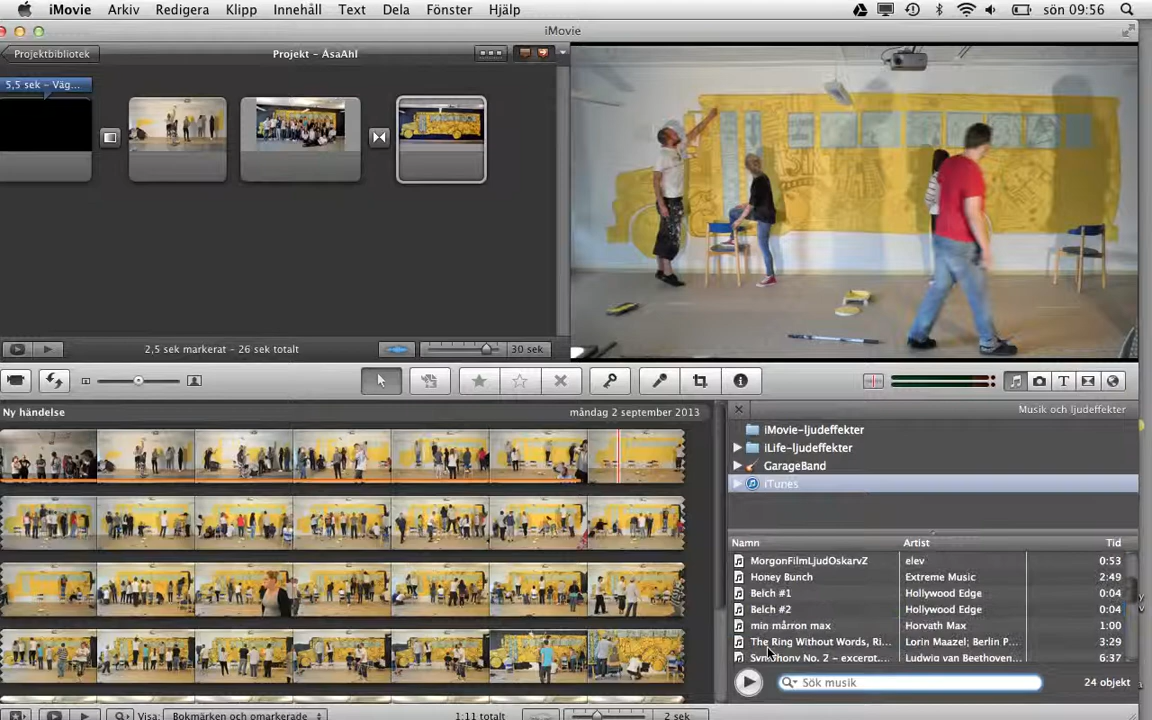 iMovie Arkiv Redigera Klipp Innehåll Text Dela Fönster Hjälp sön 09:56
iMovie
Projektbibliotek Projekt – ÅsaAhl
5,5 sek – Väg...
2,5 sek markerat – 26 sek totalt 30 sek
Ny händelse måndag 2 september 2013
Musik och ljudeffekter
iMovie-ljudeffekter
iLife-ljudeffekter
GarageBand
iTunes
Namn Artist Tid
MorgonFilmLjudOskarvZ elev 0:53
Honey Bunch Extreme Music 2:49
Belch #1 Hollywood Edge 0:04
Belch #2 Hollywood Edge 0:04
min mårron max Horvath Max 1:00
The Ring Without Words, Ri... Lorin Maazel; Berlin P... 3:29
Symphony No. 2 – excerpt... Ludwig van Beethoven... 6:37
Sök musik 24 objekt
Visa: Bokmärken och omarkerade 1:11 totalt 2 sek